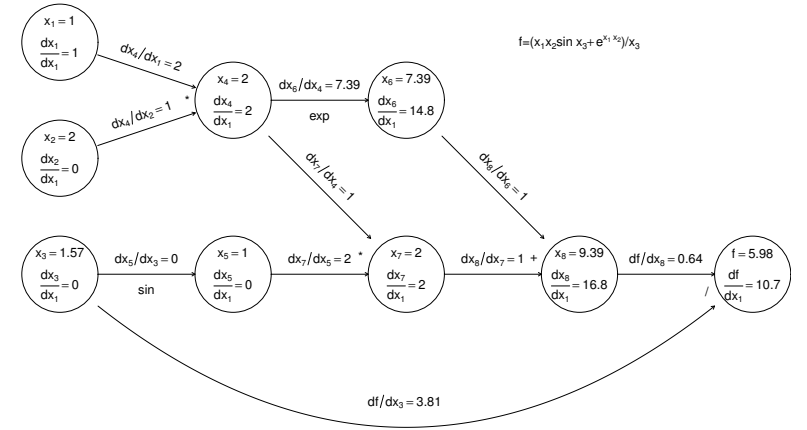 x₁ = 1
dx₁
dx₁
= 1
dx₄/dx₁ = 2
f=(x₁x₂sin x₃+e^{x₁ x₂})/x₃
x₂ = 2
dx₂
dx₁
= 0
dx₄/dx₂ = 1
*
x₄ = 2
dx₄
dx₁
= 2
dx₆/dx₄ = 7.39
exp
x₆ = 7.39
dx₆
dx₁
= 14.8
dx₇/dx₄ = 1
dx₈/dx₆ = 1
x₃ = 1.57
dx₃
dx₁
= 0
dx₅/dx₃ = 0
sin
x₅ = 1
dx₅
dx₁
= 0
dx₇/dx₅ = 2
*
x₇ = 2
dx₇
dx₁
= 2
dx₈/dx₇ = 1
+
x₈ = 9.39
dx₈
dx₁
= 16.8
df/dx₈ = 0.64
/
f = 5.98
df
dx₁
= 10.7
df/dx₃ = 3.81